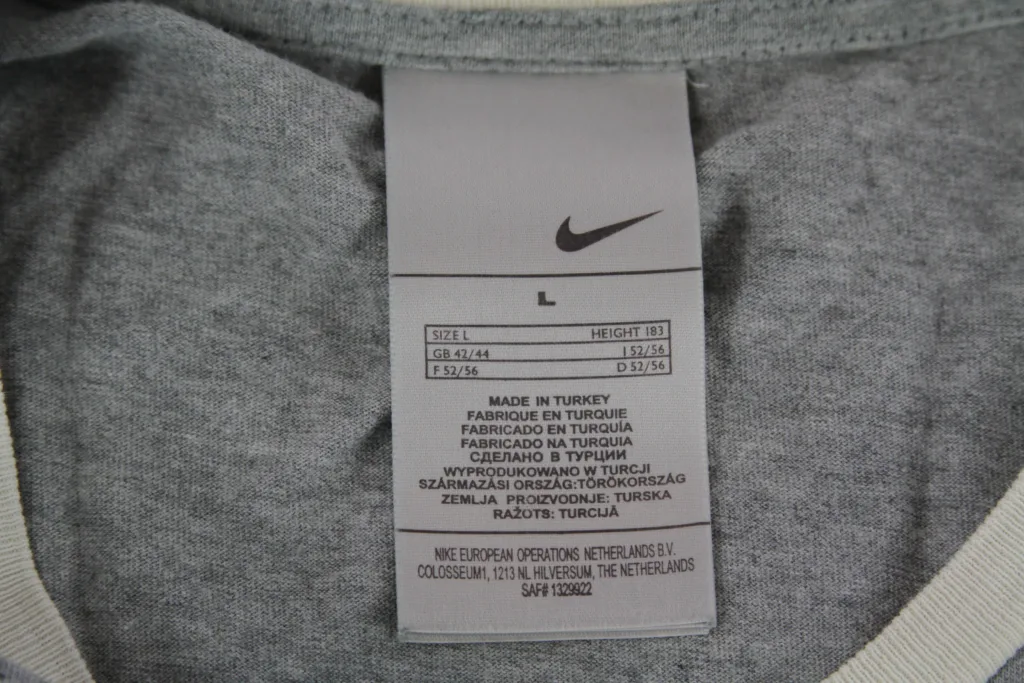 L
SIZE L HEIGHT 183
GB 42/44 I 52/56
F 52/56 D 52/56
MADE IN TURKEY
FABRIQUE EN TURQUIE
FABRICADO EN TURQUÍA
FABRICADO NA TURQUIA
СДЕЛАНО В ТУРЦИИ
WYPRODUKOWANO W TURCJI
SZÁRMAZÁSI ORSZÁG:TÖRÖKORSZÁG
ZEMLJA PROIZVODNJE: TURSKA
RAŽOTS: TURCIJĀ
NIKE EUROPEAN OPERATIONS NETHERLANDS B.V.
COLOSSEUM1, 1213 NL HILVERSUM, THE NETHERLANDS
SAF# 1329922